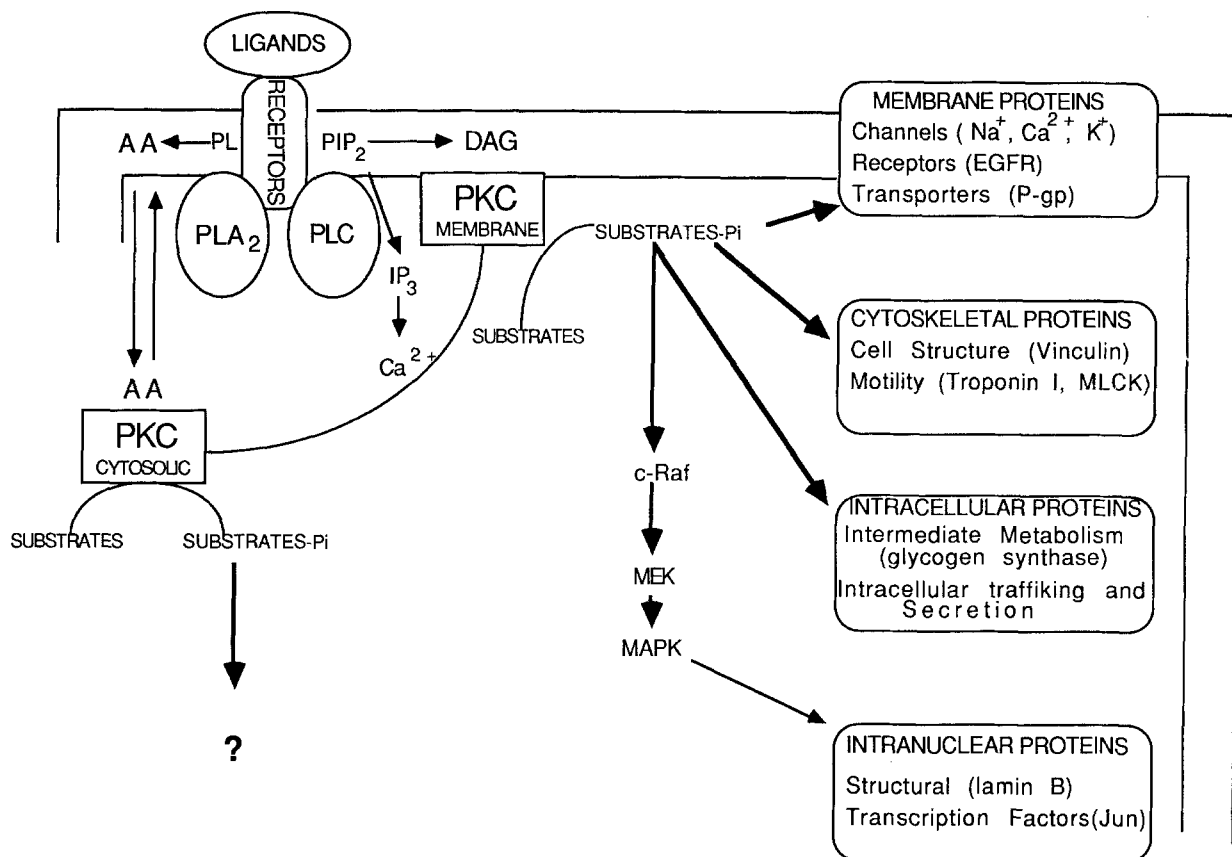 LIGANDS
RECEPTORS
AA
PL
PIP2
DAG
PLA2
PLC
PKC
MEMBRANE
IP3
Ca2+
SUBSTRATES
SUBSTRATES-Pi
AA
PKC
CYTOSOLIC
SUBSTRATES
SUBSTRATES-Pi
?
c-Raf
MEK
MAPK
MEMBRANE PROTEINS
Channels ( Na+, Ca2+, K+)
Receptors (EGFR)
Transporters (P-gp)
CYTOSKELETAL PROTEINS
Cell Structure (Vinculin)
Motility (Troponin I, MLCK)
INTRACELLULAR PROTEINS
Intermediate Metabolism
(glycogen synthase)
Intracellular traffiking and
Secretion
INTRANUCLEAR PROTEINS
Structural (lamin B)
Transcription Factors(Jun)